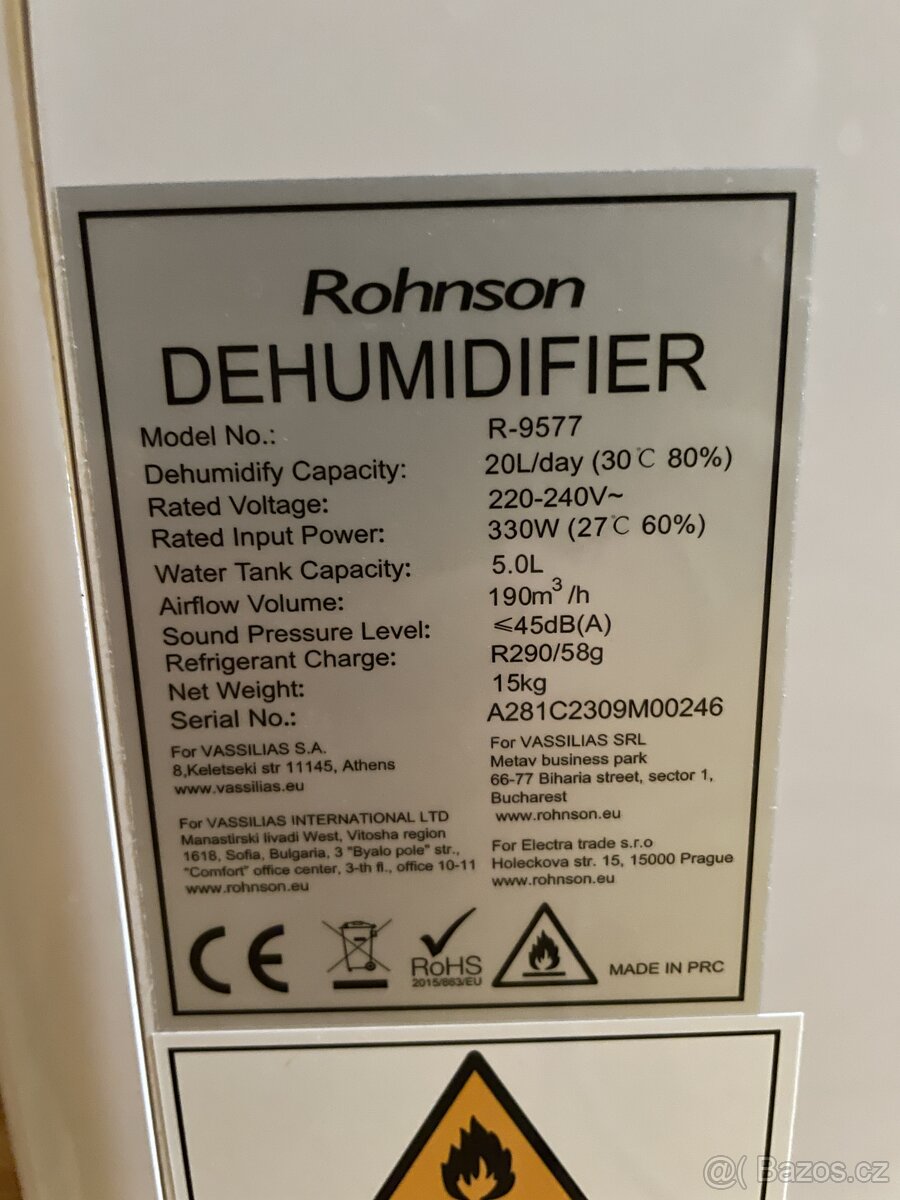 Rohnson
DEHUMIDIFIER
Model No.: R-9577
Dehumidify Capacity: 20L/day (30℃ 80%)
Rated Voltage: 220-240V~
Rated Input Power: 330W (27℃ 60%)
Water Tank Capacity: 5.0L
Airflow Volume: 190m³/h
Sound Pressure Level: ≤45dB(A)
Refrigerant Charge: R290/58g
Net Weight: 15kg
Serial No.: A281C2309M00246
For VASSILIAS S.A.
8,Keletseki str 11145, Athens
www.vassilias.eu
For VASSILIAS INTERNATIONAL LTD
Manastirski livadi West, Vitosha region
1618, Sofia, Bulgaria, 3 "Byalo pole" str.,
"Comfort" office center, 3-th fl., office 10-11
www.rohnson.eu
For VASSILIAS SRL
Metav business park
66-77 Biharia street, sector 1,
Bucharest
www.rohnson.eu
For Electra trade s.r.o
Holeckova str. 15, 15000 Prague
www.rohnson.eu
CE
RoHS
2015/863/EU
MADE IN PRC
@( Bazos.cz